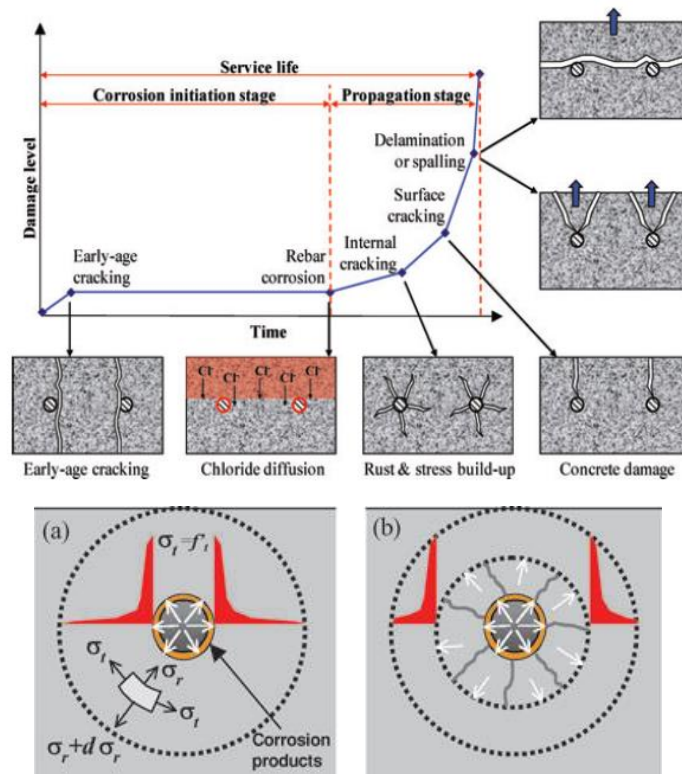 Service life
Corrosion initiation stage
Propagation stage
Damage level
Delamination
or spalling
Surface
cracking
Early-age
cracking
Rebar
corrosion
Internal
cracking
Time
Cl⁻ Cl⁻ Cl⁻ Cl⁻ Cl⁻
Early-age cracking
Chloride diffusion
Rust & stress build-up
Concrete damage
(a)
σt=f't
σt
σr
σt
σr+dσr
Corrosion
products
(b)